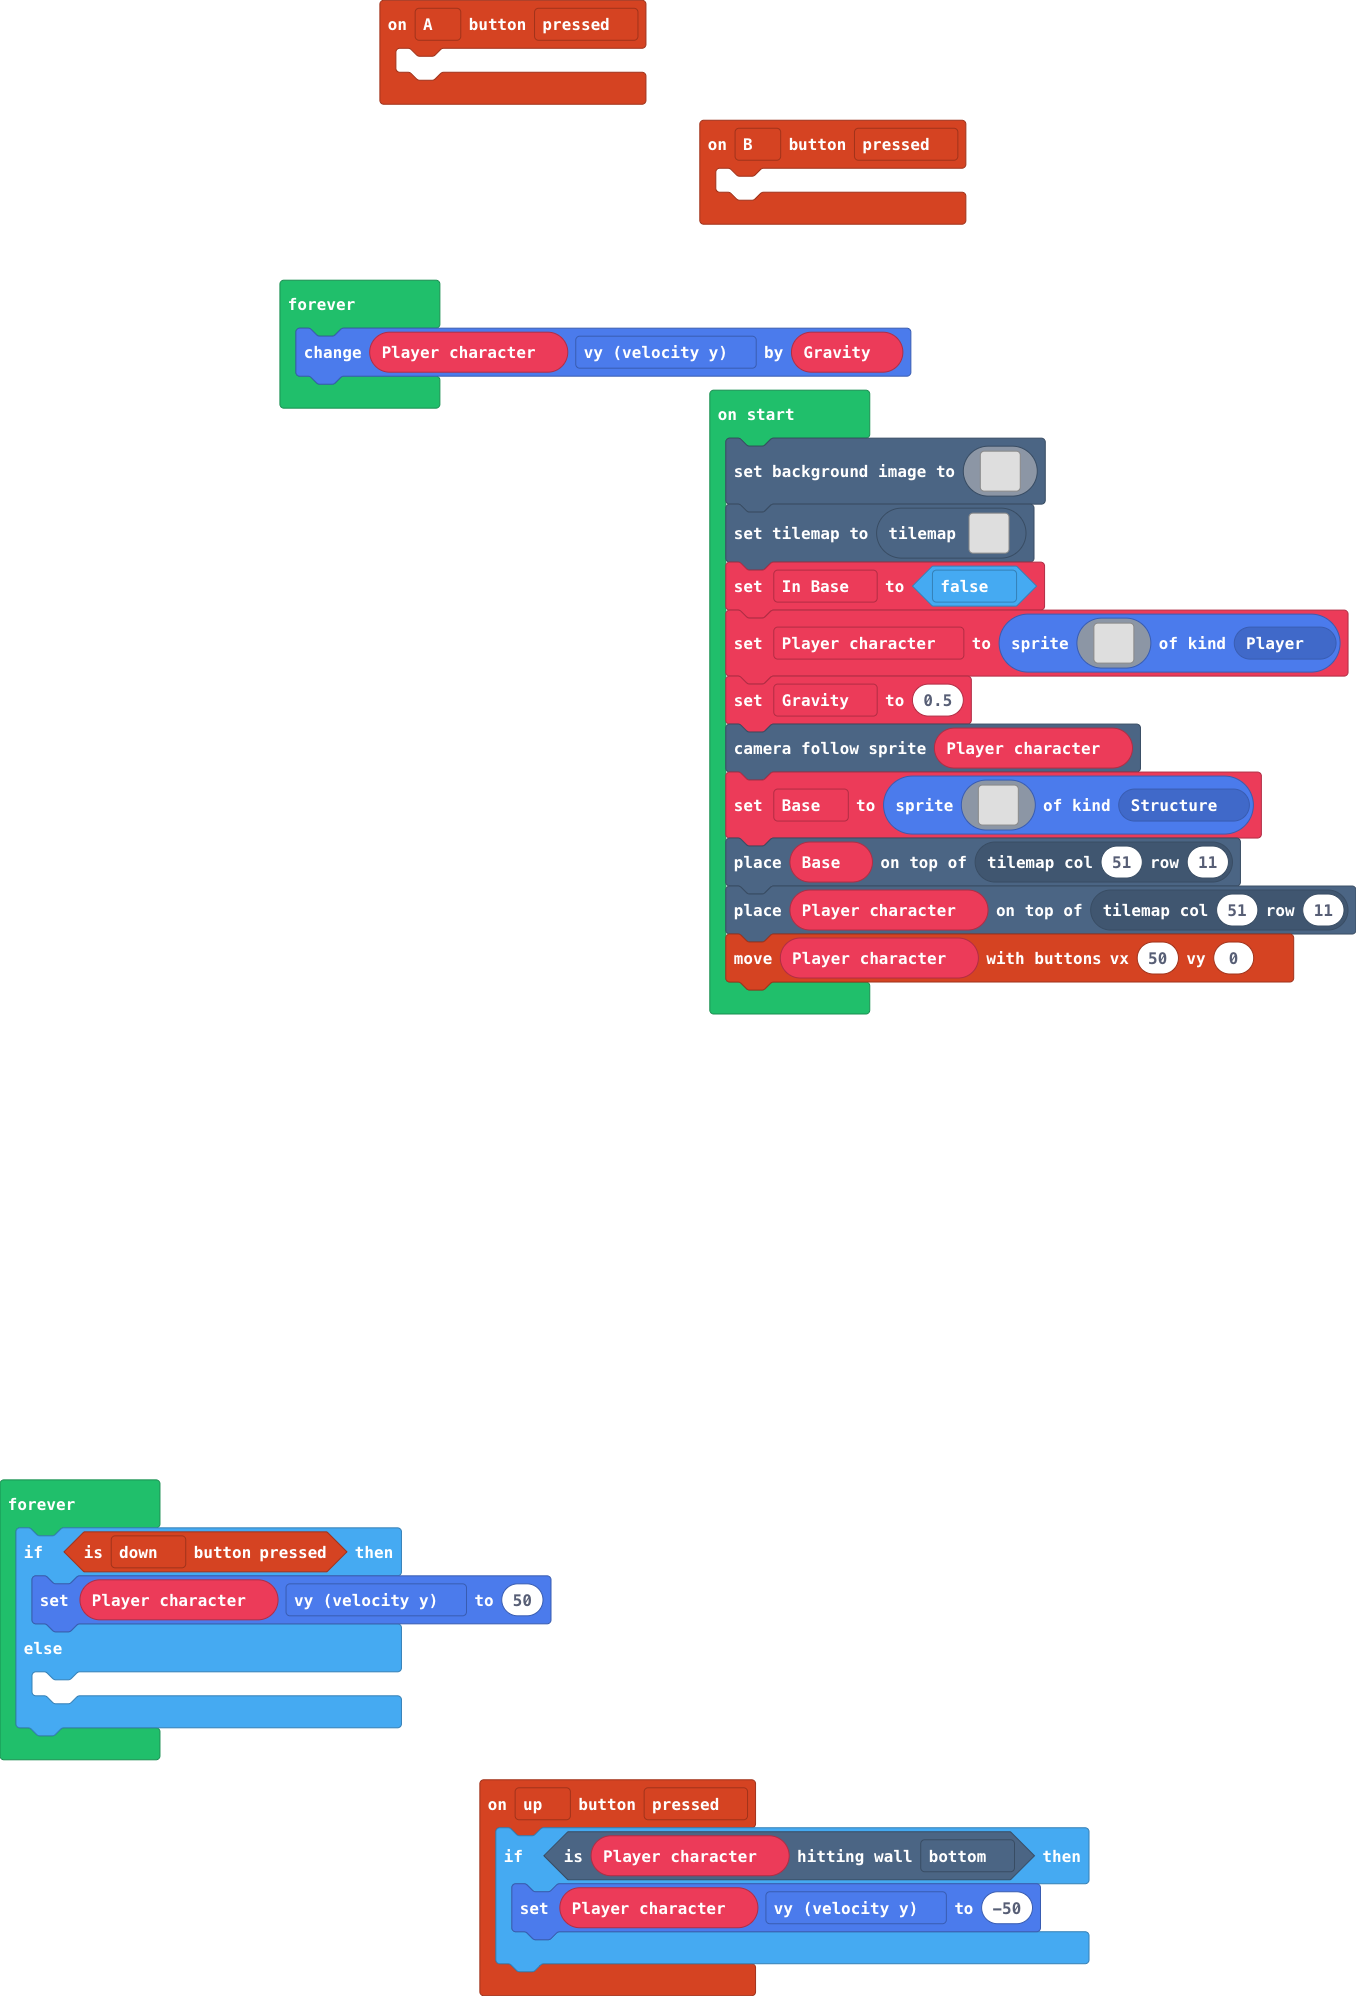 on A button pressed
on B button pressed
forever
change Player character vy (velocity y) by Gravity
on start
set background image to
set tilemap to tilemap
set In Base to false
set Player character to sprite of kind Player
set Gravity to 0.5
camera follow sprite Player character
set Base to sprite of kind Structure
place Base on top of tilemap col 51 row 11
place Player character on top of tilemap col 51 row 11
move Player character with buttons vx 50 vy 0
forever
if is down button pressed then
set Player character vy (velocity y) to 50
else
on up button pressed
if is Player character hitting wall bottom then
set Player character vy (velocity y) to -50